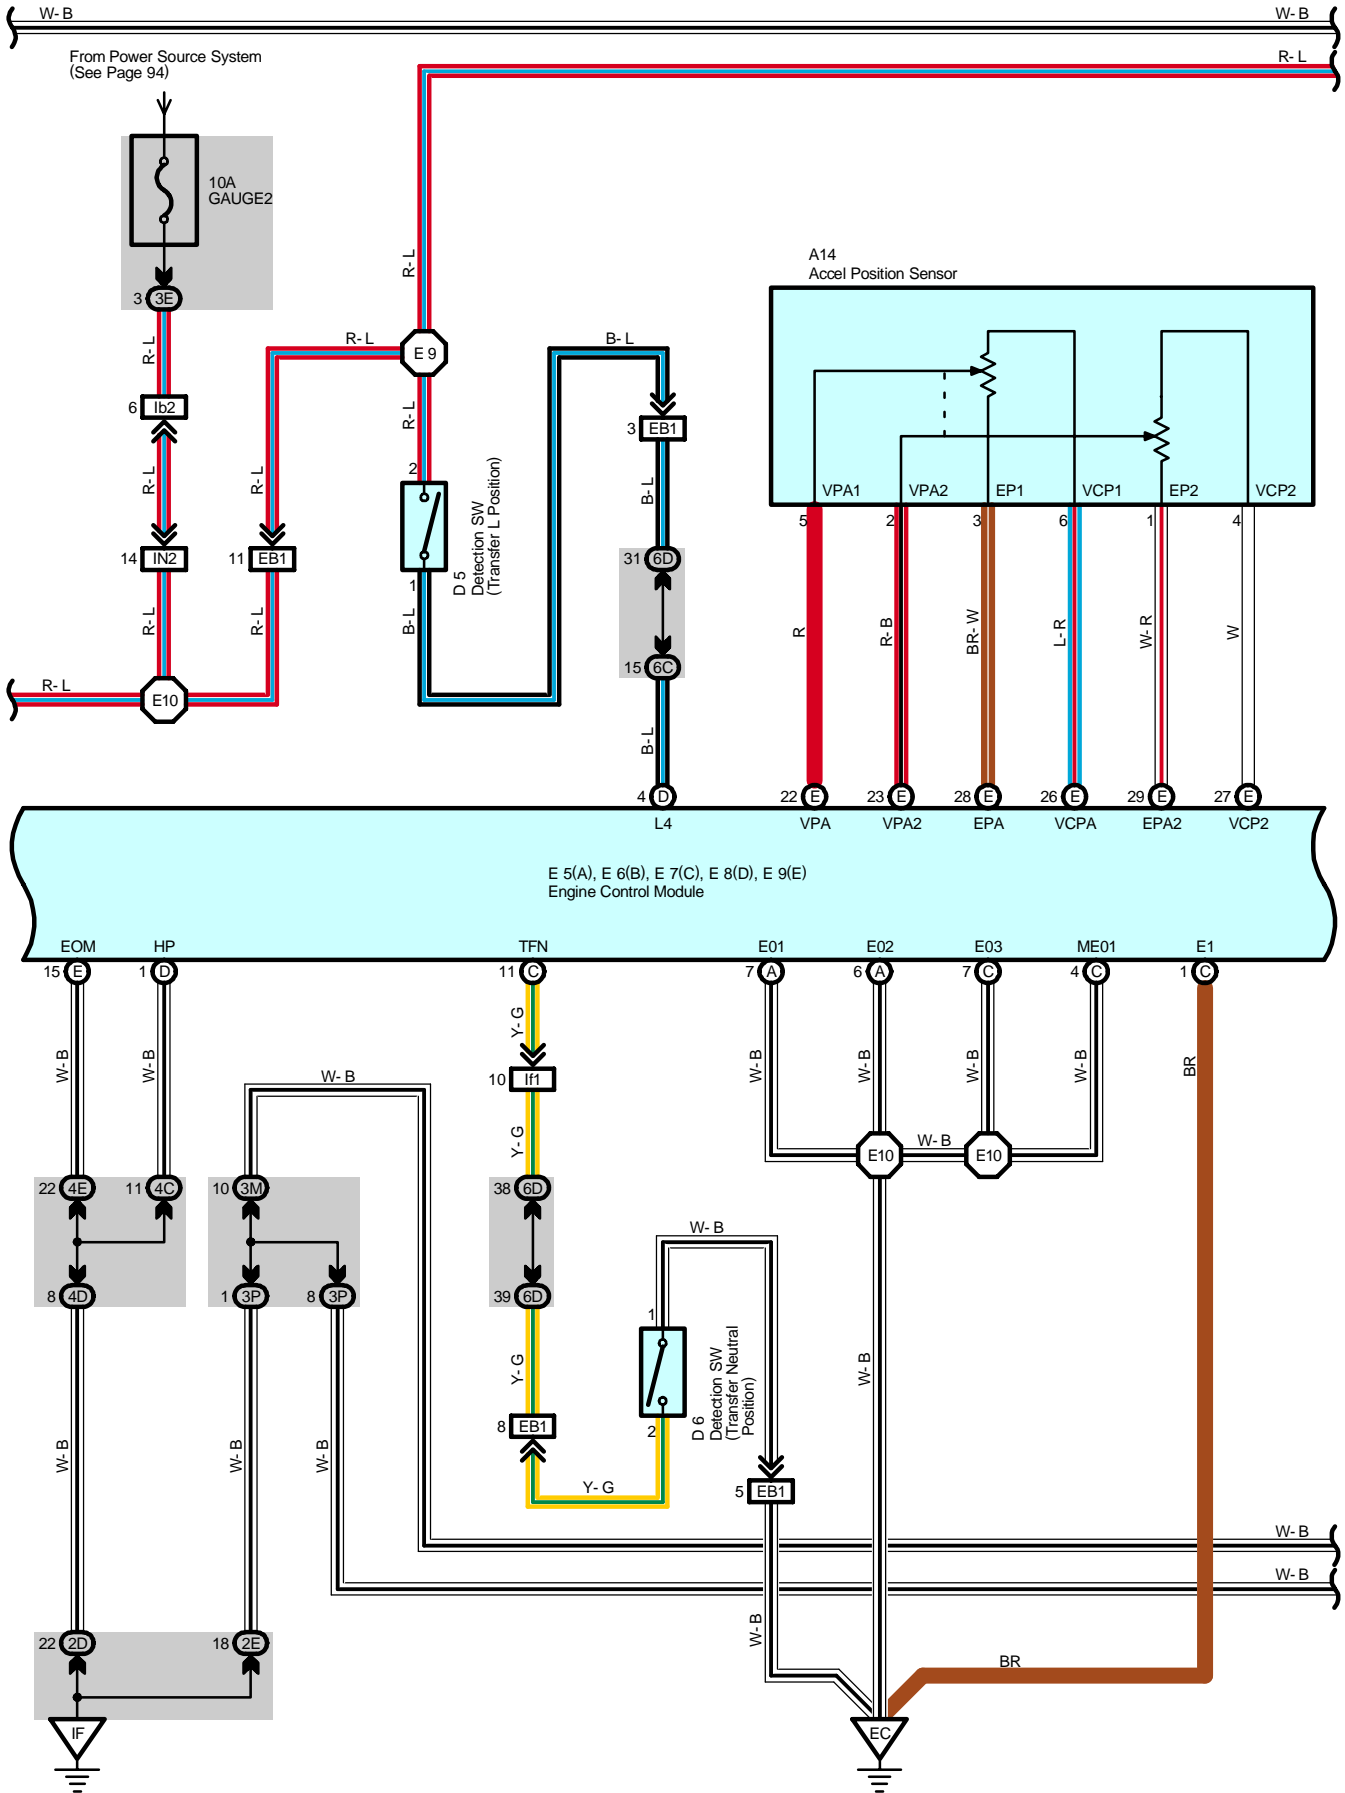 W- B
W- B
From Power Source System
(See Page 94)
R- L
10A
GAUGE2
R- L
A14
Accel Position Sensor
3 3E
R- L
R- L
E 9
B- L
6 Ib2
R- L
3 EB1
R- L
R- L
2
D 5
Detection SW
(Transfer L Position)
B- L
VPA1
VPA2
EP1
VCP1
EP2
VCP2
5
2
3
6
1
4
14 IN2
11 EB1
1
31 6D
R- L
R- L
B- L
15 6C
R
R- B
BR- W
L- R
W- R
W
R- L
E10
B- L
4 D
22 E
23 E
28 E
26 E
29 E
27 E
L4
VPA
VPA2
EPA
VCPA
EPA2
VCP2
E 5(A), E 6(B), E 7(C), E 8(D), E 9(E)
Engine Control Module
EOM
HP
TFN
E01
E02
E03
ME01
E1
15 E
1 D
11 C
7 A
6 A
7 C
4 C
1 C
W- B
W- B
Y- G
W- B
W- B
W- B
W- B
BR
W- B
10 If1
Y- G
E10
W- B
E10
22 4E
11 4C
10 3M
38 6D
W- B
8 4D
1 3P
8 3P
39 6D
1
D 6
Detection SW
(Transfer Neutral
Position)
Y- G
W- B
8 EB1
2
W- B
W- B
W- B
Y- G
5 EB1
W- B
W- B
W- B
22 2D
18 2E
BR
IF
EC